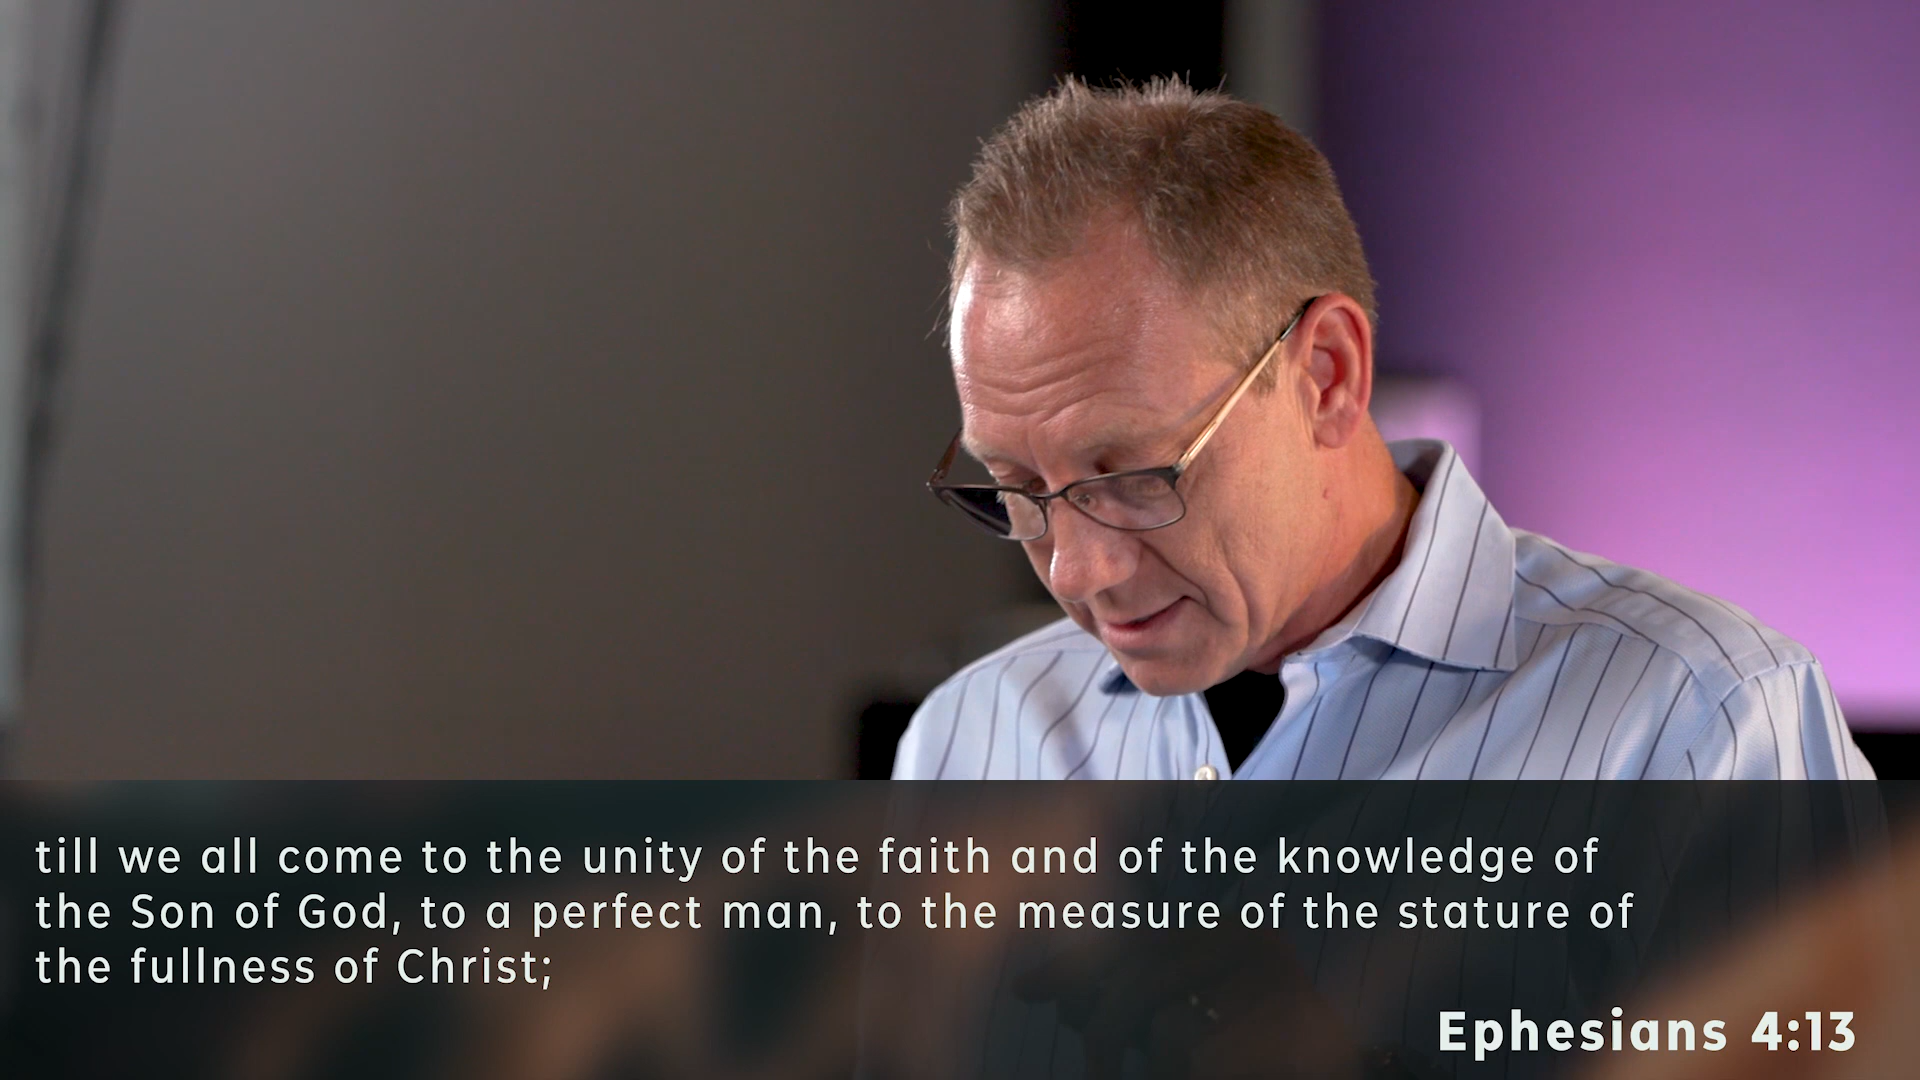 till we all come to the unity of the faith and of the knowledge of
the Son of God, to a perfect man, to the measure of the stature of
the fullness of Christ;
Ephesians 4:13